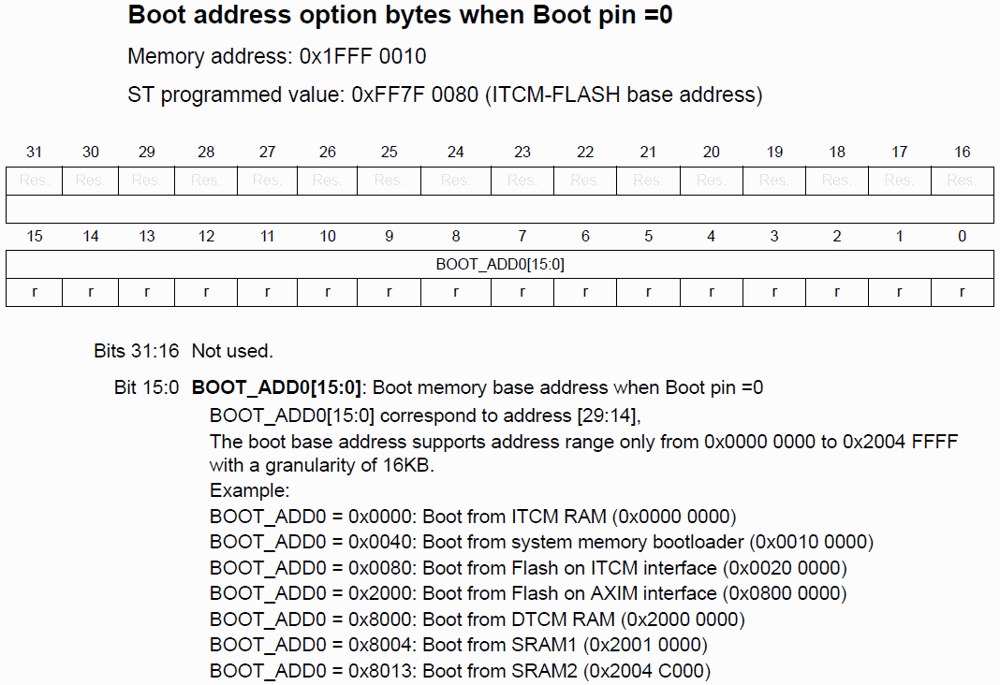 Boot address option bytes when Boot pin =0
Memory address: 0x1FFF 0010
ST programmed value: 0xFF7F 0080 (ITCM-FLASH base address)
31 30 29 28 27 26 25 24 23 22 21 20 19 18 17 16
Res. Res. Res. Res. Res. Res. Res. Res. Res. Res. Res. Res. Res. Res. Res. Res.
15 14 13 12 11 10 9 8 7 6 5 4 3 2 1 0
BOOT_ADD0[15:0]
r r r r r r r r r r r r r r r r
Bits 31:16 Not used.
Bit 15:0 BOOT_ADD0[15:0]: Boot memory base address when Boot pin =0
BOOT_ADD0[15:0] correspond to address [29:14],
The boot base address supports address range only from 0x0000 0000 to 0x2004 FFFF
with a granularity of 16KB.
Example:
BOOT_ADD0 = 0x0000: Boot from ITCM RAM (0x0000 0000)
BOOT_ADD0 = 0x0040: Boot from system memory bootloader (0x0010 0000)
BOOT_ADD0 = 0x0080: Boot from Flash on ITCM interface (0x0020 0000)
BOOT_ADD0 = 0x2000: Boot from Flash on AXIM interface (0x0800 0000)
BOOT_ADD0 = 0x8000: Boot from DTCM RAM (0x2000 0000)
BOOT_ADD0 = 0x8004: Boot from SRAM1 (0x2001 0000)
BOOT_ADD0 = 0x8013: Boot from SRAM2 (0x2004 C000)